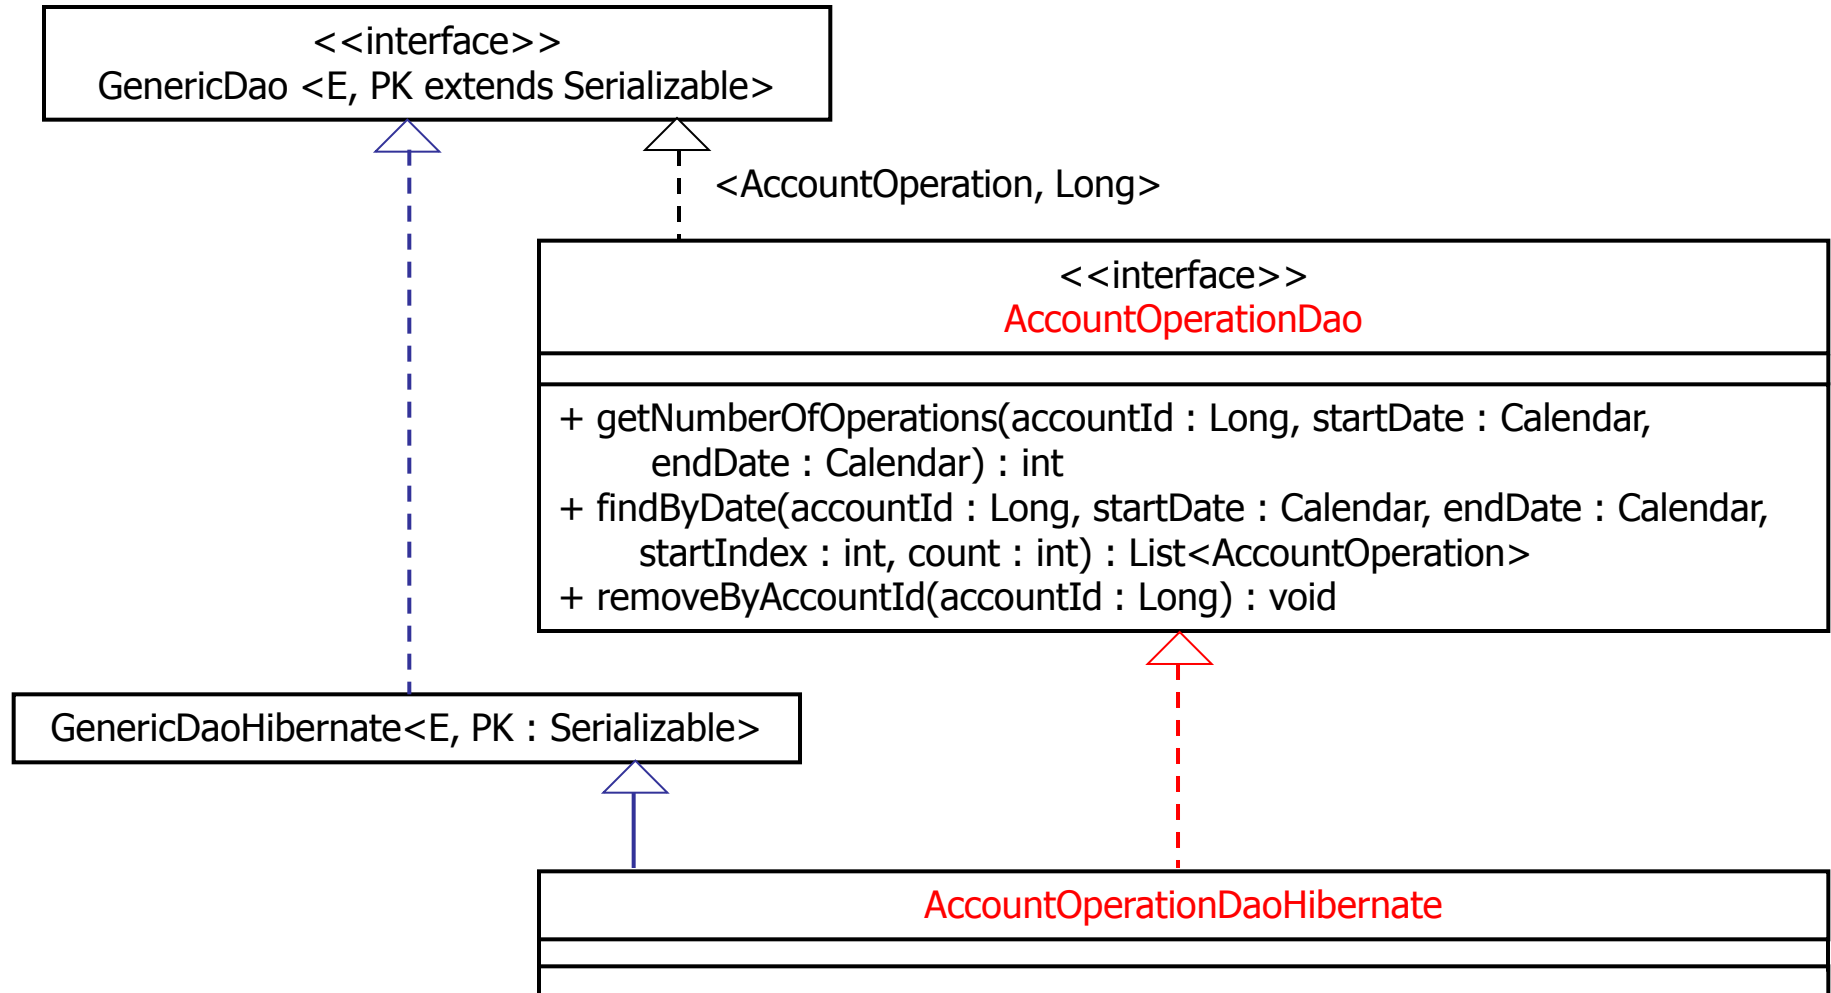 <<interface>>
GenericDao <E, PK extends Serializable>
<AccountOperation, Long>
<<interface>>
AccountOperationDao
+ getNumberOfOperations(accountId : Long, startDate : Calendar,
endDate : Calendar) : int
+ findByDate(accountId : Long, startDate : Calendar, endDate : Calendar,
startIndex : int, count : int) : List<AccountOperation>
+ removeByAccountId(accountId : Long) : void
GenericDaoHibernate<E, PK : Serializable>
AccountOperationDaoHibernate